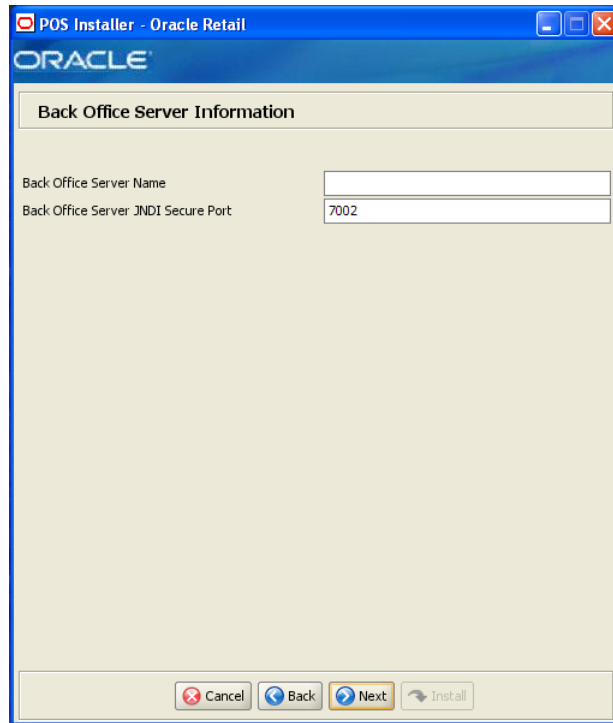 POS Installer - Oracle Retail
ORACLE
Back Office Server Information
Back Office Server Name
Back Office Server JNDI Secure Port 7002
Cancel Back Next Install